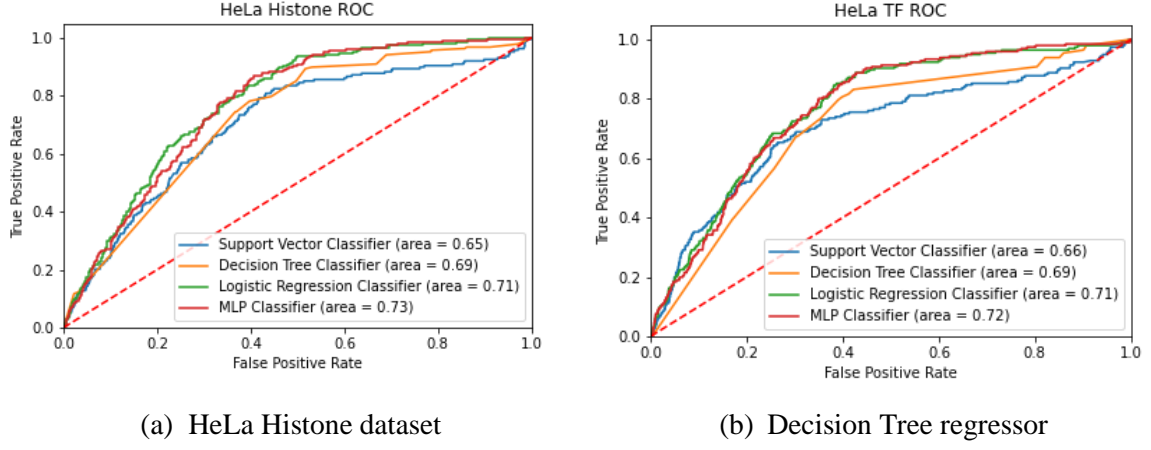 HeLa Histone ROC
True Positive Rate
1.0
0.8
0.6
0.4
0.2
0.0
Support Vector Classifier (area = 0.65)
Decision Tree Classifier (area = 0.69)
Logistic Regression Classifier (area = 0.71)
MLP Classifier (area = 0.73)
0.0 0.2 0.4 0.6 0.8 1.0
False Positive Rate
(a) HeLa Histone dataset
HeLa TF ROC
True Positive Rate
1.0
0.8
0.6
0.4
0.2
0.0
Support Vector Classifier (area = 0.66)
Decision Tree Classifier (area = 0.69)
Logistic Regression Classifier (area = 0.71)
MLP Classifier (area = 0.72)
0.0 0.2 0.4 0.6 0.8 1.0
False Positive Rate
(b) Decision Tree regressor